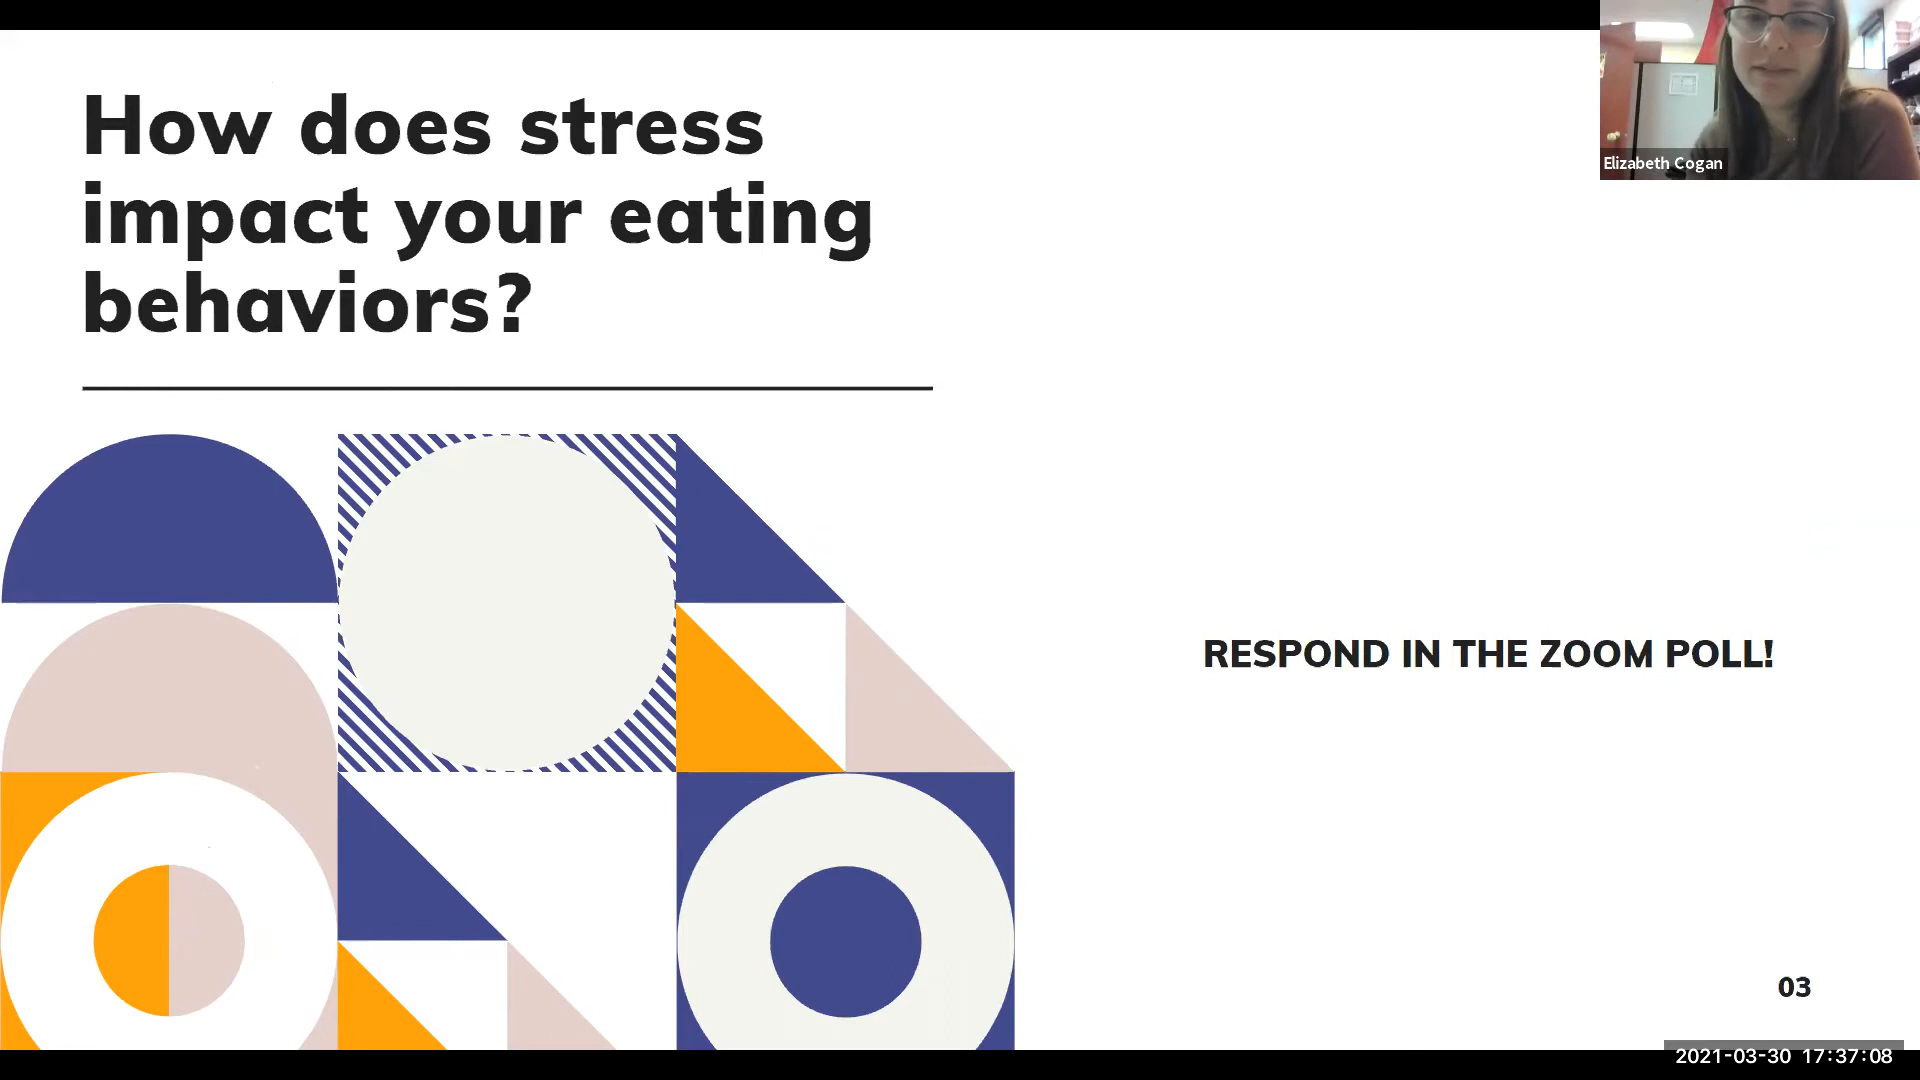 How does stress
impact your eating
behaviors?
Elizabeth Cogan
RESPOND IN THE ZOOM POLL!
03
2021-03-30 17:37:08